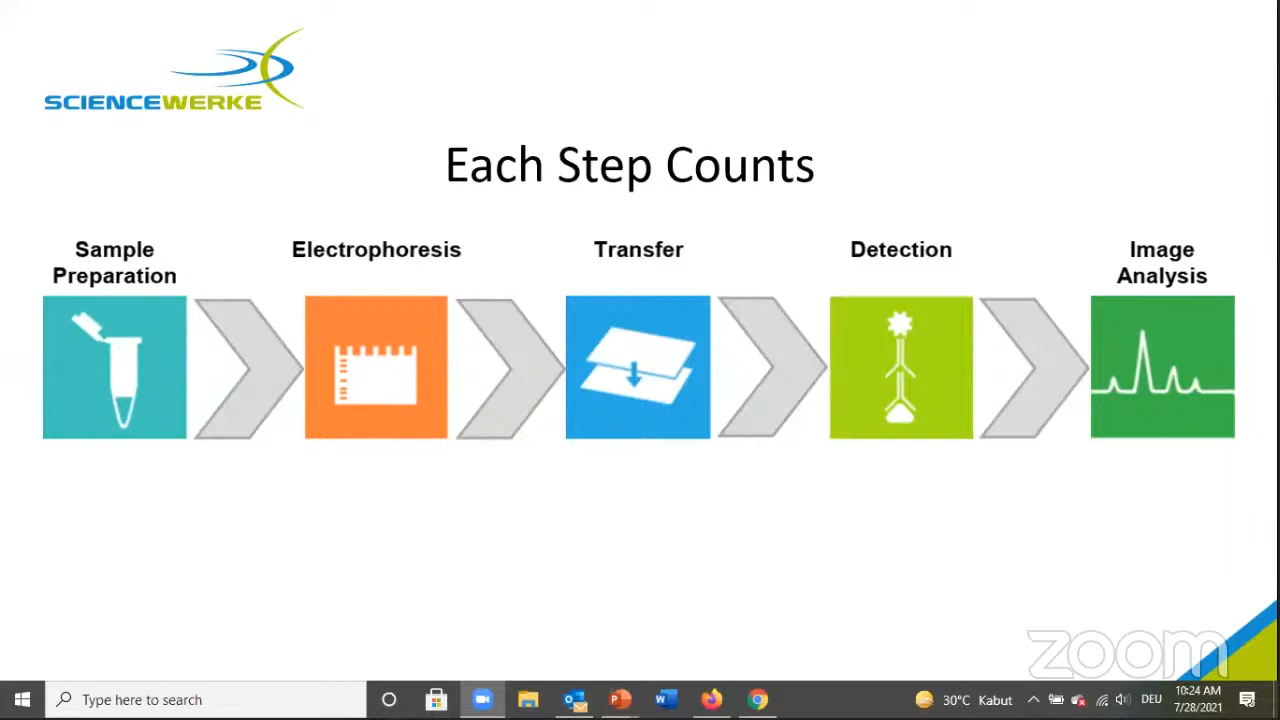 SCIENCEWERKE
Each Step Counts
Sample
Preparation
Electrophoresis
Transfer
Detection
Image
Analysis
zoom
Type here to search
30°C Kabut
DEU
10:24 AM
7/28/2021